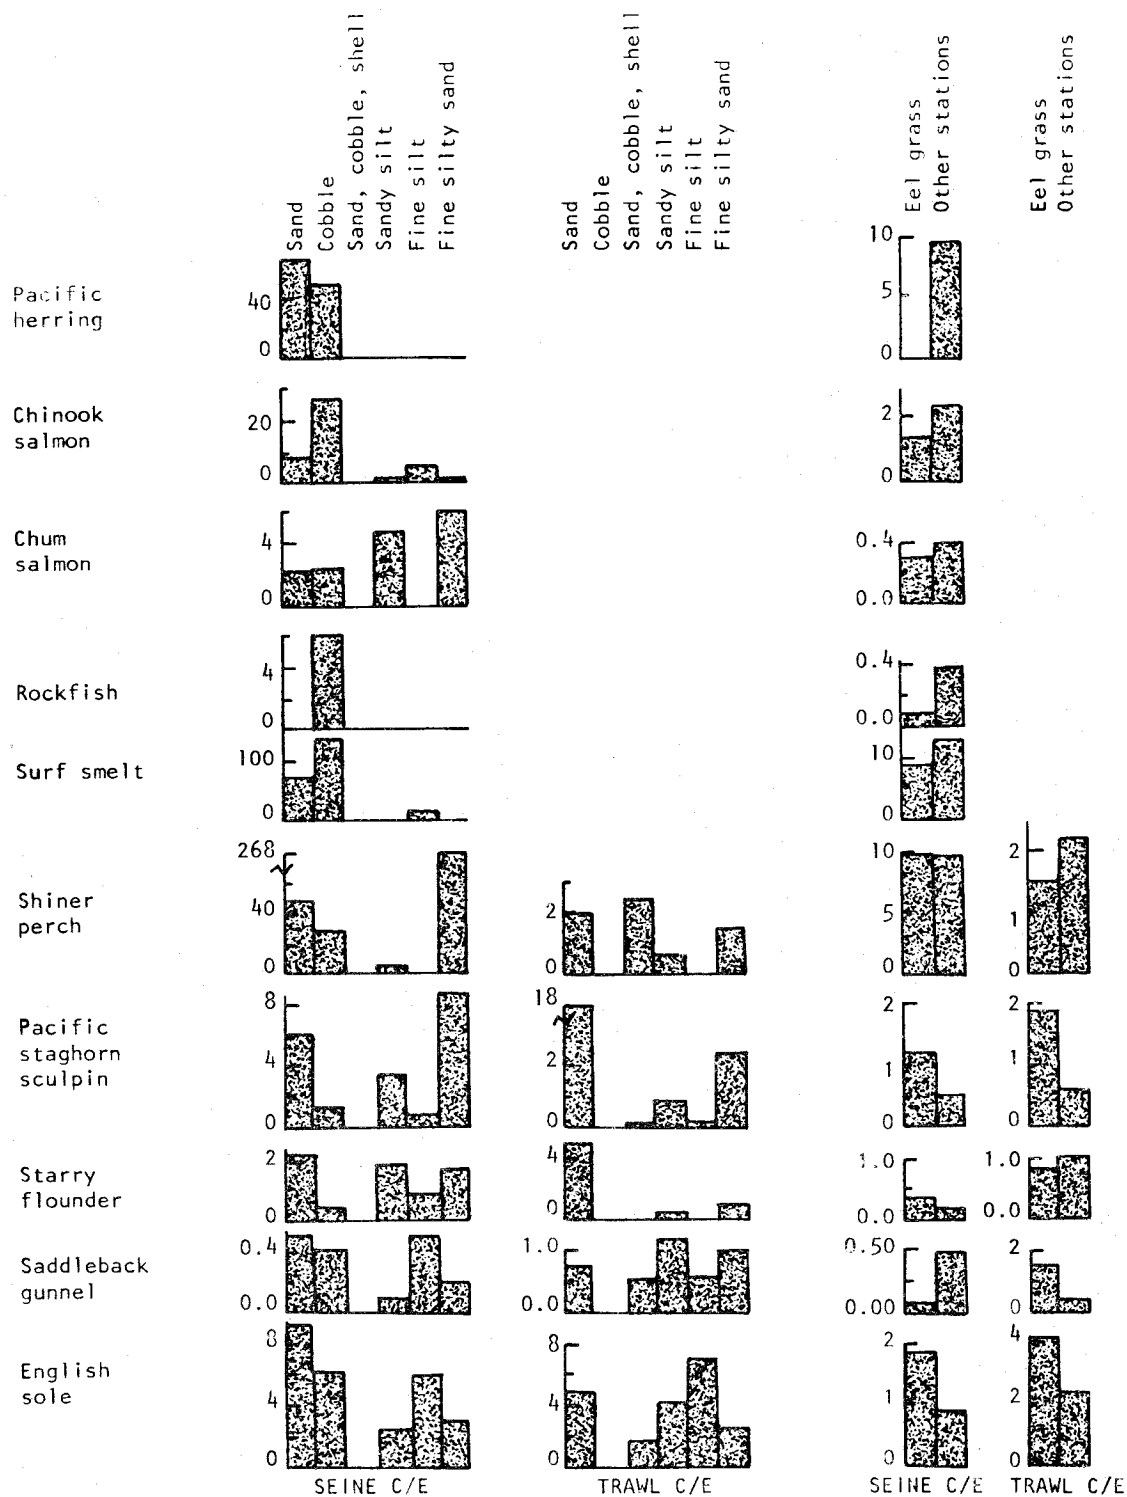 Sand
Cobble
Sand, cobble, shell
Sandy silt
Fine silt
Fine silty sand
Sand
Cobble
Sand, cobble, shell
Sandy silt
Fine silt
Fine silty sand
Eel grass
Other stations
Eel grass
Other stations
Pacific
herring
40
0
10
5
0
Chinook
salmon
20
0
2
0
Chum
salmon
4
0
0.4
0.0
Rockfish
4
0
0.4
0.0
Surf smelt
100
0
10
0
Shiner
perch
268
40
0
2
0
10
5
0
2
1
0
Pacific
staghorn
sculpin
8
4
0
18
2
0
2
1
0
2
1
0
Starry
flounder
2
0
4
0
1.0
0.0
1.0
0.0
Saddleback
gunnel
0.4
0.0
1.0
0.0
0.50
0.00
2
0
English
sole
8
4
0
8
4
0
2
1
0
4
2
0
SEINE C/E
TRAWL C/E
SEINE C/E
TRAWL C/E